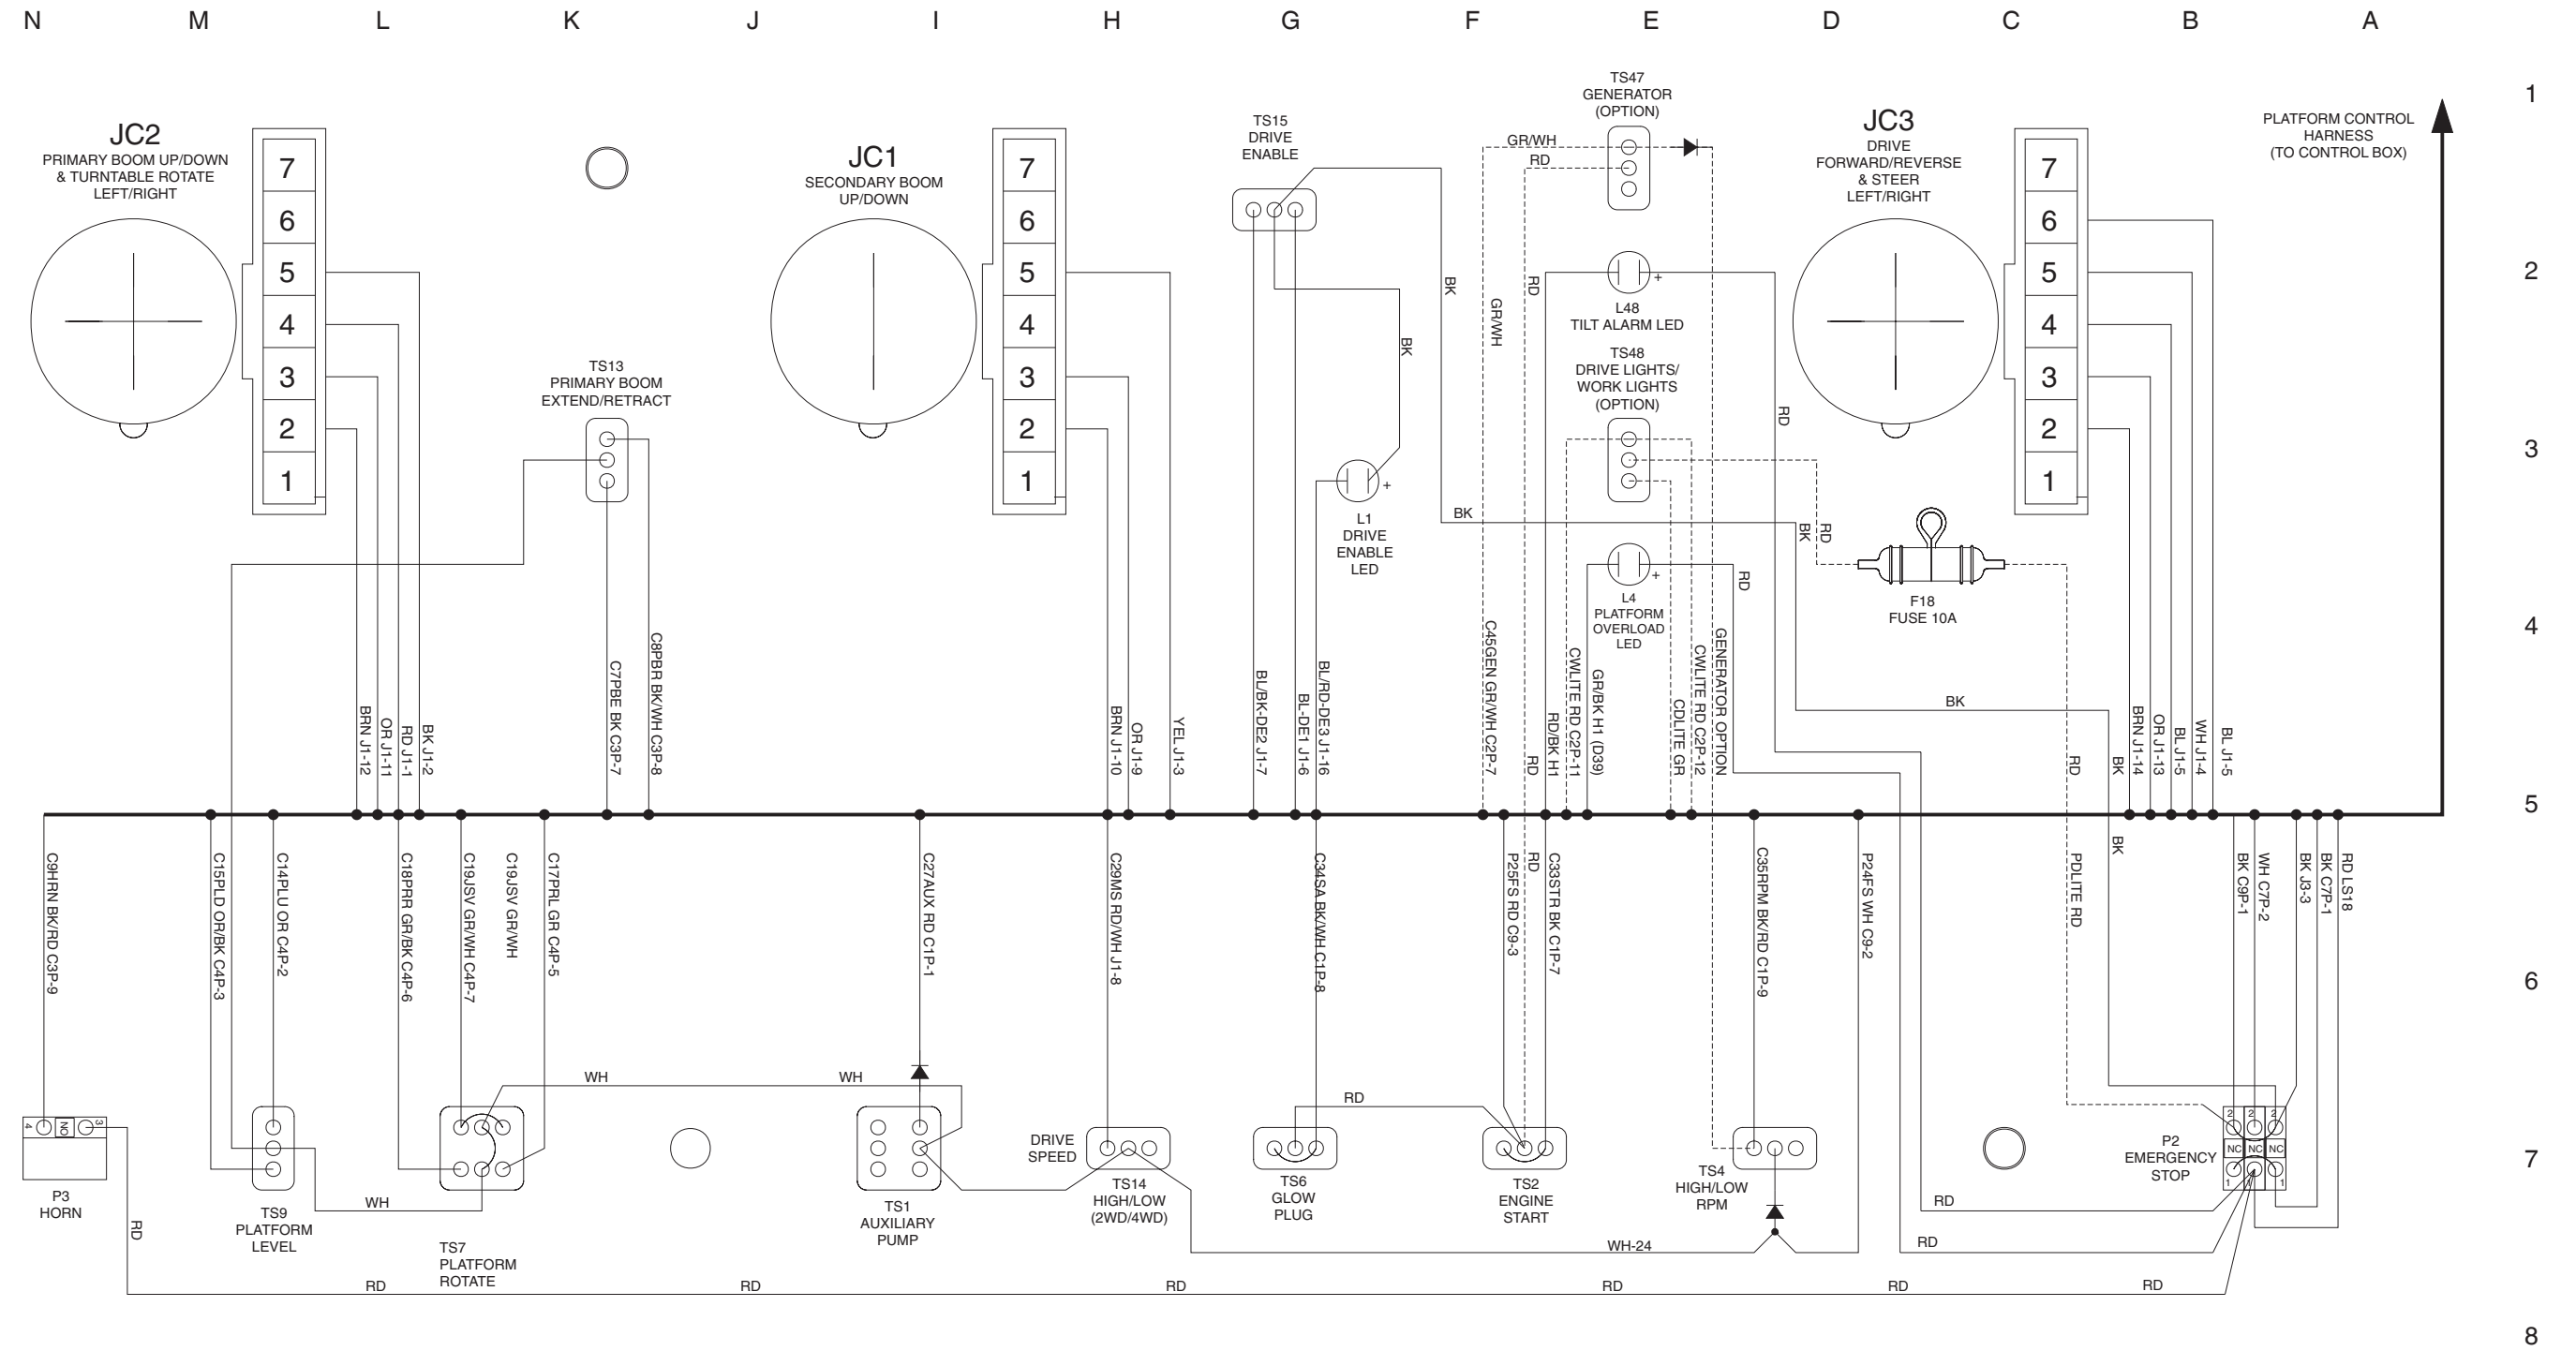 N M L K J I H G F E D C B A
1
2
3
4
5
6
7
8
JC2
PRIMARY BOOM UP/DOWN
& TURNTABLE ROTATE
LEFT/RIGHT
7
6
5
4
3
2
1
BRN J1-12
OR J1-11
RD J1-1
BK J1-2
TS13
PRIMARY BOOM
EXTEND/RETRACT
C7PBE BK C3P-7
C8PBR BK/WH C3P-8
JC1
SECONDARY BOOM
UP/DOWN
7
6
5
4
3
2
1
BRN J1-10
OR J1-9
YEL J1-3
TS15
DRIVE
ENABLE
BK
BK
BK
BL/BK-DE2 J1-7
BL-DE1 J1-6
BL/RD-DE3 J1-16
L1
DRIVE
ENABLE
LED
+
TS47
GENERATOR
(OPTION)
GR/WH
RD
GR/WH
RD
L48
TILT ALARM LED
+
TS48
DRIVE LIGHTS/
WORK LIGHTS
(OPTION)
RD
BK
RD
L4
PLATFORM
OVERLOAD
LED
+
RD
C45GEN GR/WH C2P-7
RD
RD/BK H1
CWLITE RD C2P-11
GR/BK H1 (D39)
CDLITE GR
CWLITE RD C2P-12
GENERATOR OPTION
JC3
DRIVE
FORWARD/REVERSE
& STEER
LEFT/RIGHT
7
6
5
4
3
2
1
F18
FUSE 10A
BK
RD
BK
BRN J1-14
OR J1-13
BL J1-5
WH J1-4
BL J1-5
PLATFORM CONTROL
HARNESS
(TO CONTROL BOX)
C9HRN BK/RD C3P-9
C15PLD OR/BK C4P-3
C14PLU OR C4P-2
C18PRR GR/BK C4P-6
C19JSV GR/WH C4P-7
C19JSV GR/WH
C17PRL GR C4P-5
C27AUX RD C1P-1
C29MS RD/WH J1-8
C34SA BK/WH C1P-8
P25FS RD C9-3
RD
C33STR BK C1P-7
C35RPM BK/RD C1P-9
P24FS WH C9-2
PDLITE RD
BK
BK C9P-1
WH C7P-2
BK J3-3
BK C7P-1
RD LS18
4
NO
3
P3
HORN
RD
TS9
PLATFORM
LEVEL
WH
TS7
PLATFORM
ROTATE
WH
WH
TS1
AUXILIARY
PUMP
DRIVE
SPEED
TS14
HIGH/LOW
(2WD/4WD)
TS6
GLOW
PLUG
RD
TS2
ENGINE
START
TS4
HIGH/LOW
RPM
WH-24
RD
RD
P2
EMERGENCY
STOP
2 2 2
NC NC NC
1 1 1
RD RD RD RD RD RD